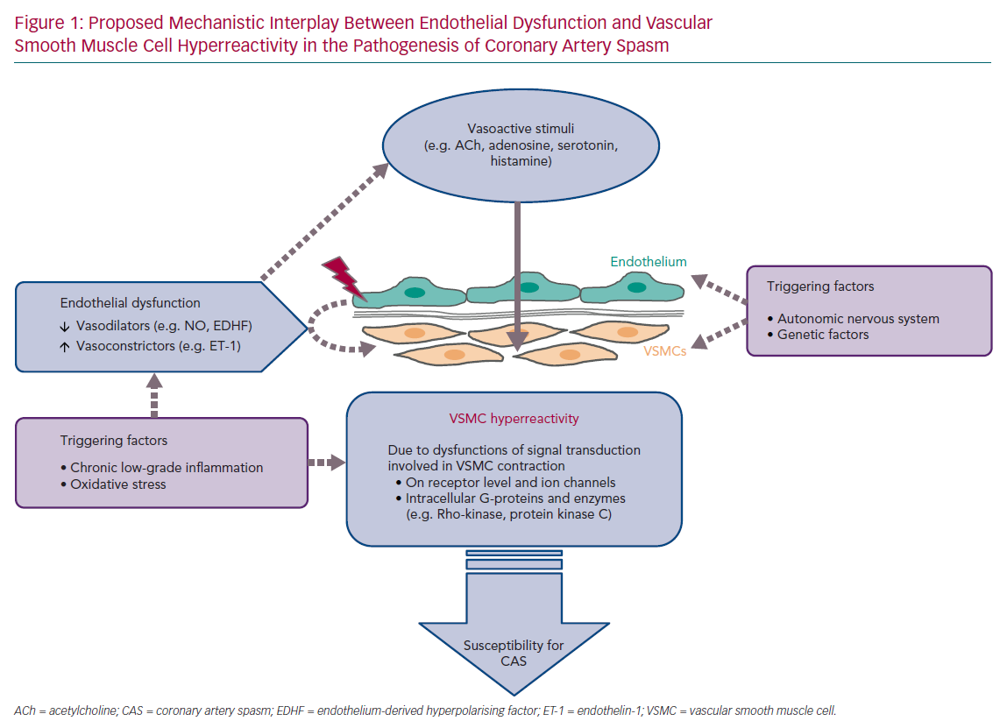 Figure 1: Proposed Mechanistic Interplay Between Endothelial Dysfunction and Vascular
Smooth Muscle Cell Hyperreactivity in the Pathogenesis of Coronary Artery Spasm
Vasoactive stimuli
(e.g. ACh, adenosine, serotonin,
histamine)
Endothelium
VSMCs
Endothelial dysfunction
↓ Vasodilators (e.g. NO, EDHF)
↑ Vasoconstrictors (e.g. ET-1)
Triggering factors
• Autonomic nervous system
• Genetic factors
Triggering factors
• Chronic low-grade inflammation
• Oxidative stress
VSMC hyperreactivity
Due to dysfunctions of signal transduction
involved in VSMC contraction
• On receptor level and ion channels
• Intracellular G-proteins and enzymes
(e.g. Rho-kinase, protein kinase C)
Susceptibility for
CAS
ACh = acetylcholine; CAS = coronary artery spasm; EDHF = endothelium-derived hyperpolarising factor; ET-1 = endothelin-1; VSMC = vascular smooth muscle cell.